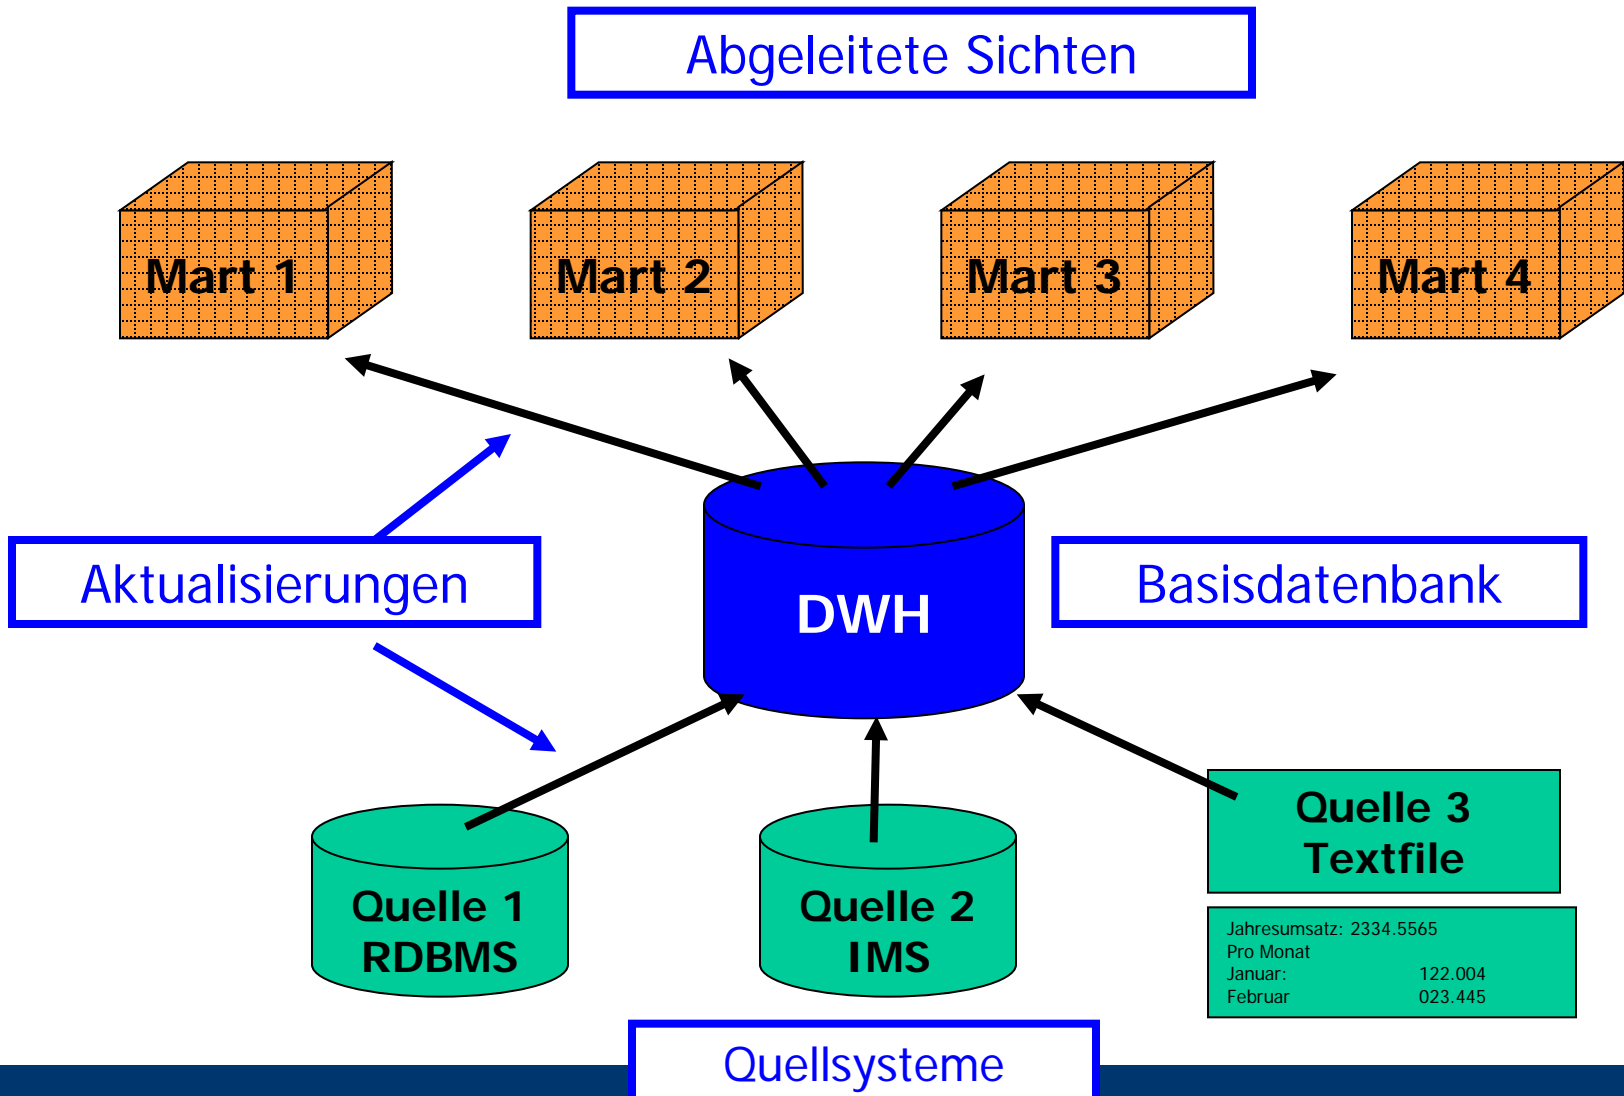 Abgeleitete Sichten
Mart 1
Mart 2
Mart 3
Mart 4
Aktualisierungen
DWH
Basisdatenbank
Quelle 1
RDBMS
Quelle 2
IMS
Quelle 3
Textfile
Jahresumsatz: 2334.5565
Pro Monat
Januar: 122.004
Februar 023.445
Quellsysteme